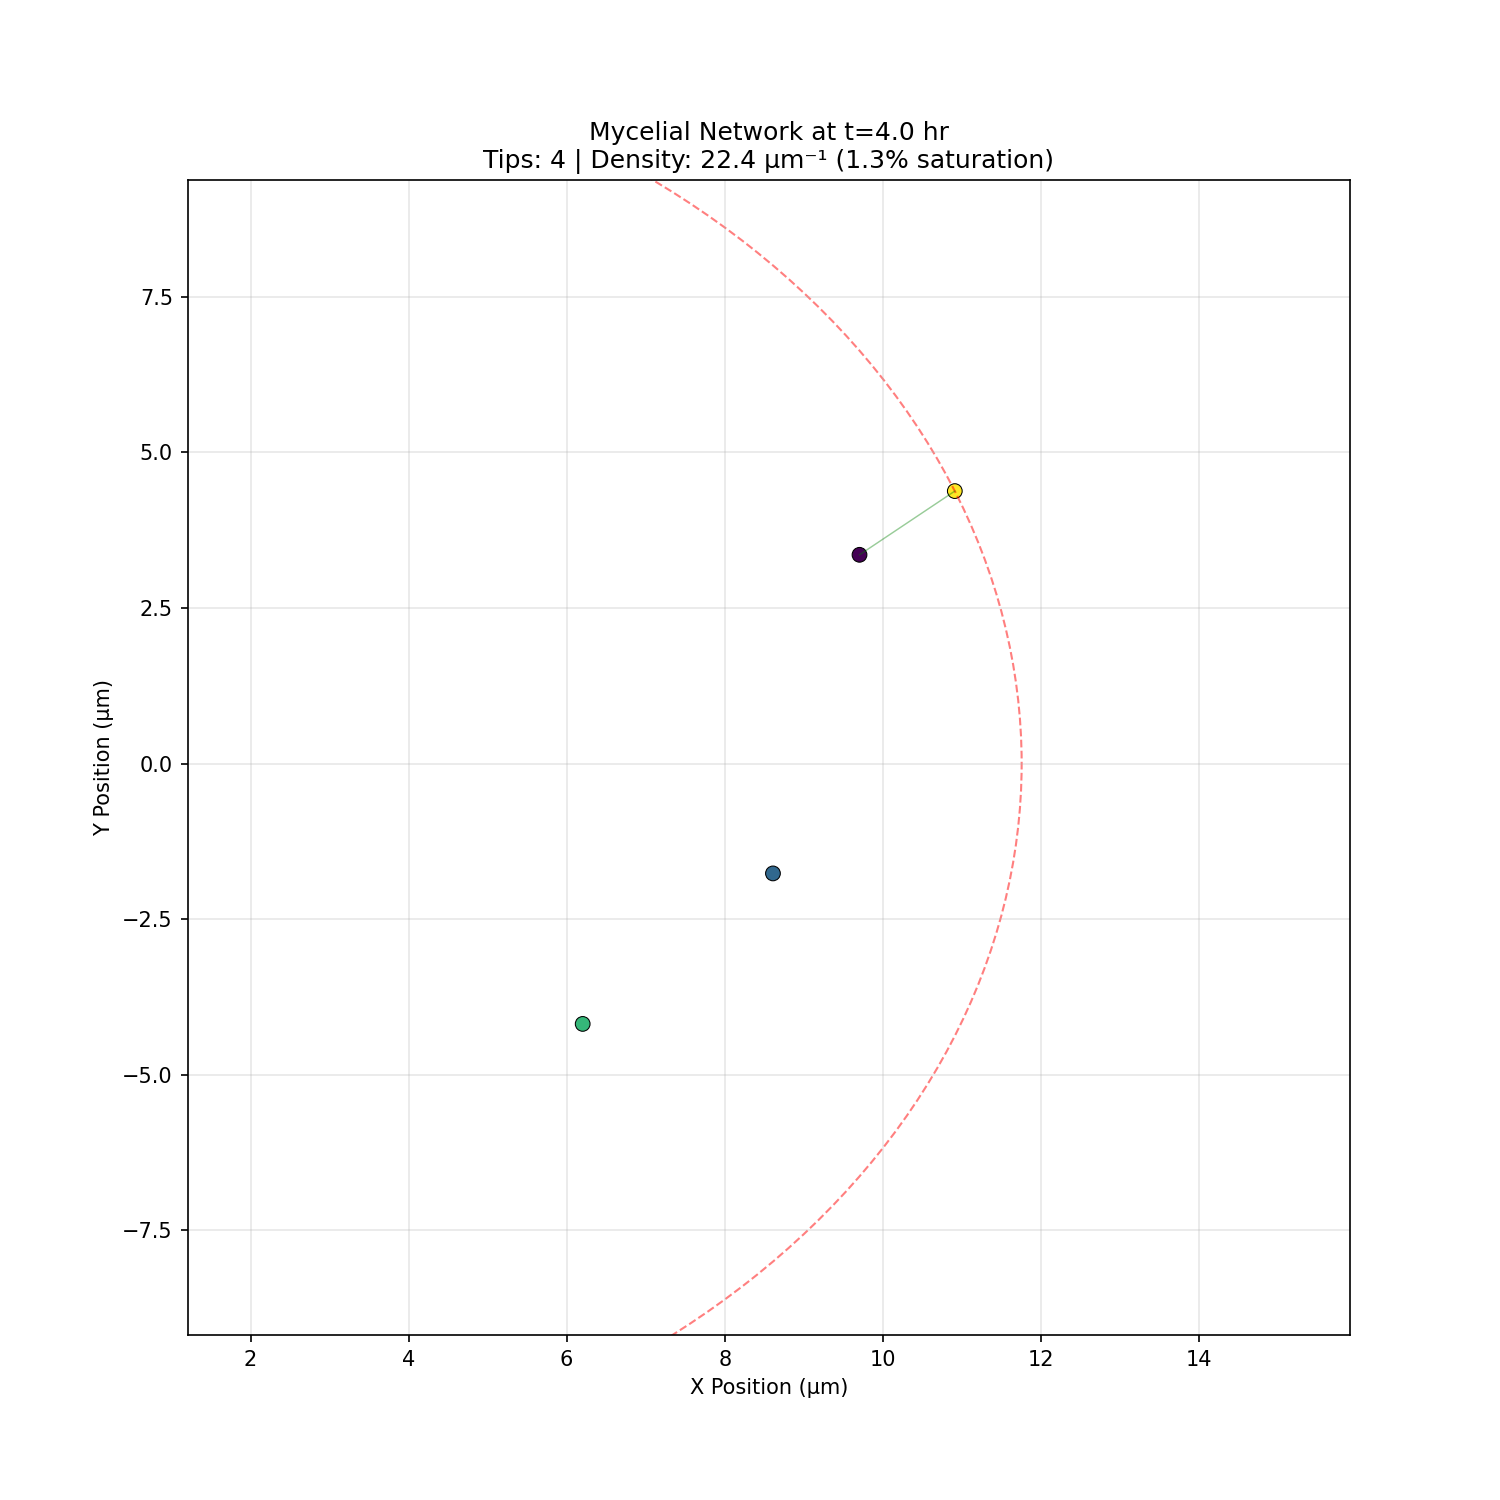 Mycelial Network at t=4.0 hr
Tips: 4 | Density: 22.4 μm⁻¹ (1.3% saturation)
7.5
5.0
2.5
0.0
−2.5
−5.0
−7.5
Y Position (μm)
2 4 6 8 10 12 14
X Position (μm)